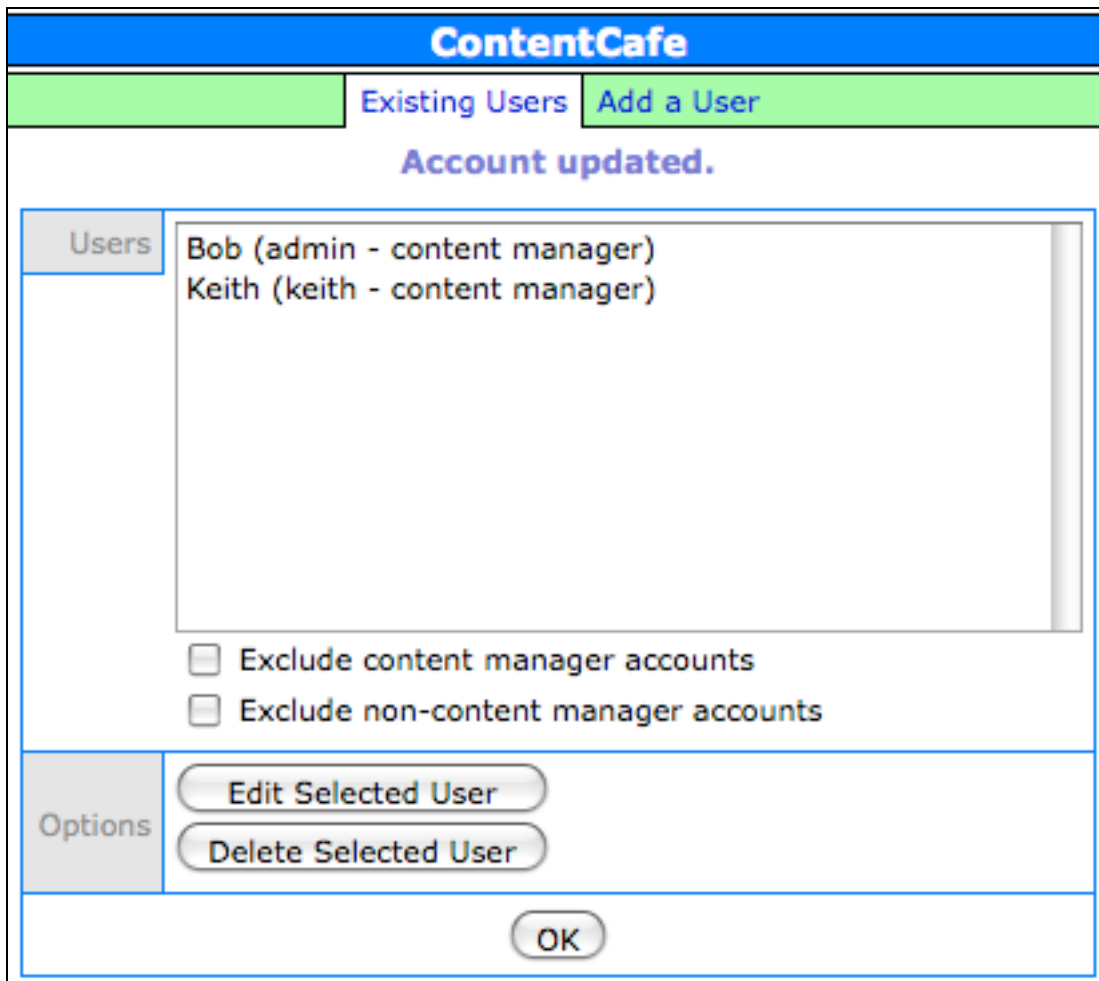 ContentCafe
Existing Users
Add a User
Account updated.
Users
Bob (admin - content manager)
Keith (keith - content manager)
Exclude content manager accounts
Exclude non-content manager accounts
Options
Edit Selected User
Delete Selected User
OK